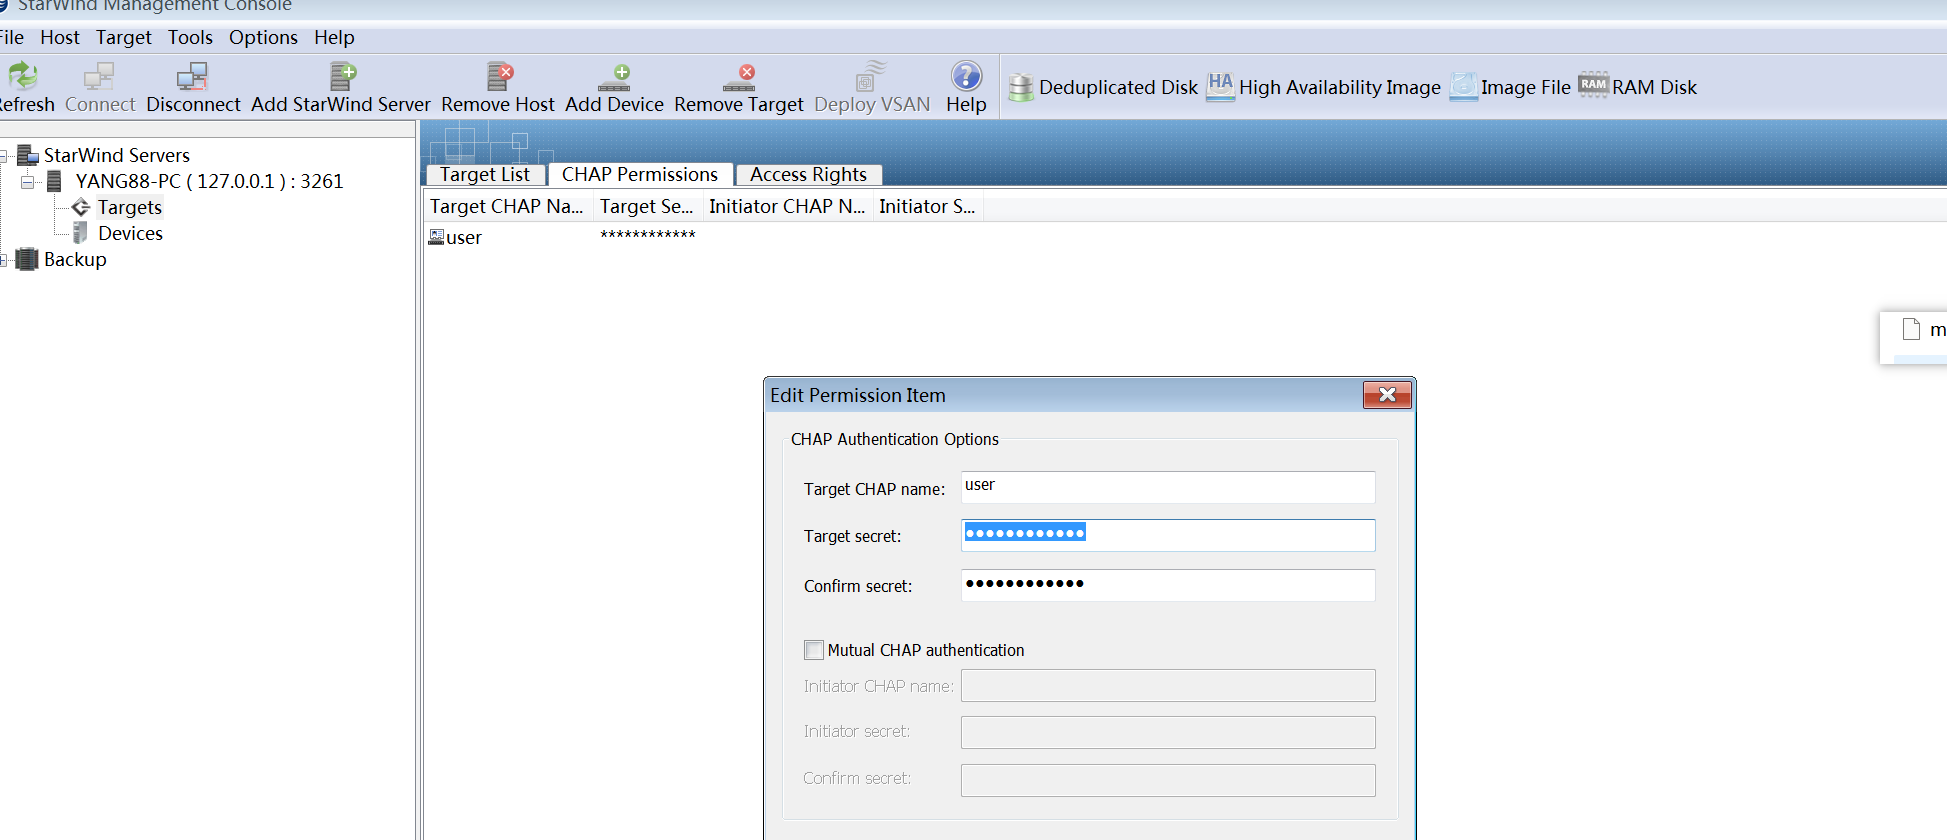 StarWind Management Console
File Host Target Tools Options Help
Refresh Connect Disconnect Add StarWind Server Remove Host Add Device Remove Target Deploy VSAN Help Deduplicated Disk HA High Availability Image Image File RAM RAM Disk
StarWind Servers
YANG88-PC ( 127.0.0.1 ) : 3261
Targets
Devices
Backup
Target List CHAP Permissions Access Rights
Target CHAP Na... Target Se... Initiator CHAP N... Initiator S...
user ************
m
Edit Permission Item
CHAP Authentication Options
Target CHAP name: user
Target secret: ●●●●●●●●●●●●
Confirm secret: ●●●●●●●●●●●●
Mutual CHAP authentication
Initiator CHAP name:
Initiator secret:
Confirm secret: